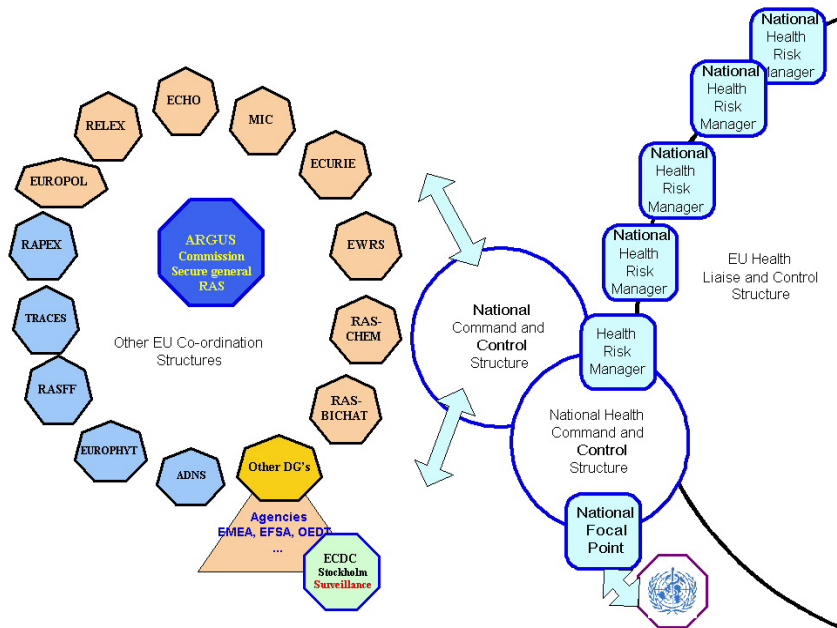 ECHO
MIC
ECURIE
EWRS
RAS-
CHEM
RAS-
BICHAT
Other DG's
ADNS
EUROPHYT
RASFF
TRACES
RAPEX
EUROPOL
RELEX
ARGUS
Commission
Secure general
RAS
Other EU Co-ordination
Structures
Agencies
EMEA, EFSA, OEDT
...
ECDC
Stockholm
Surveillance
National
Command and
Control
Structure
National
Health
Risk
Manager
National
Health
Risk
Manager
National
Health
Risk
Manager
National
Health
Risk
Manager
Health
Risk
Manager
EU Health
Liaise and Control
Structure
National Health
Command and
Control
Structure
National
Focal
Point